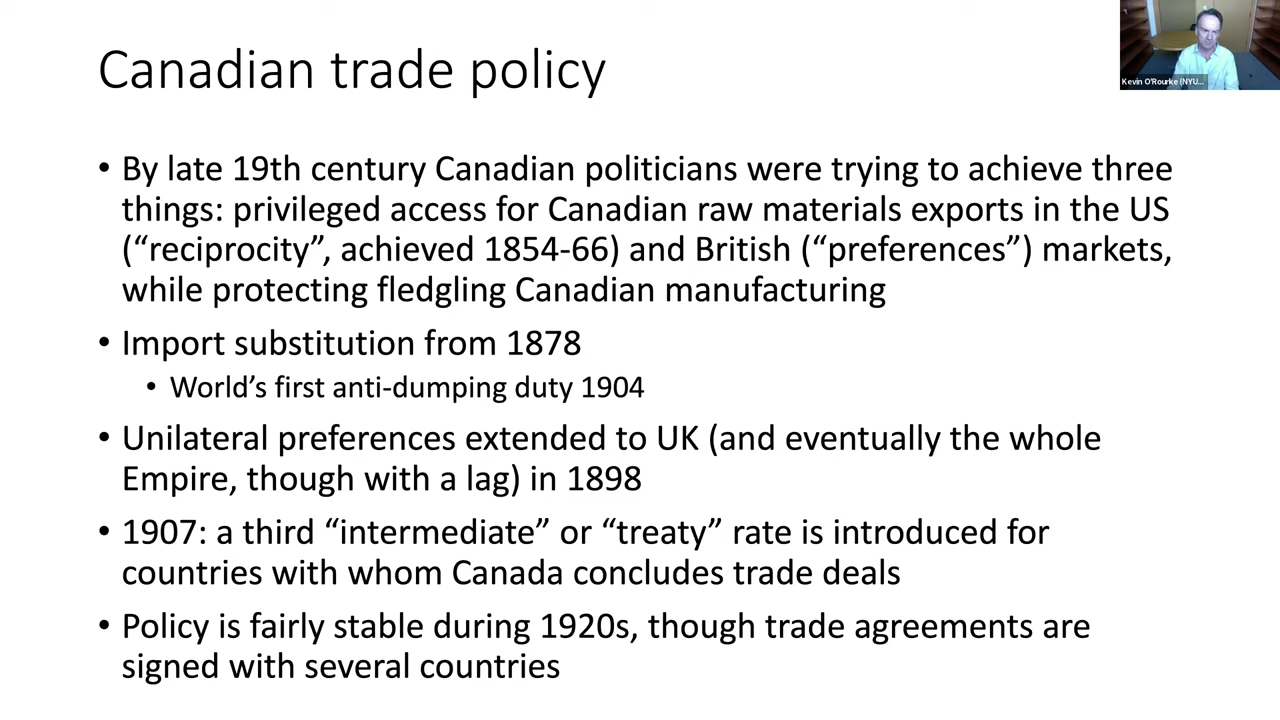 Canadian trade policy
Kevin O'Rourke (NYU...
• By late 19th century Canadian politicians were trying to achieve three
things: privileged access for Canadian raw materials exports in the US
(“reciprocity”, achieved 1854-66) and British (“preferences”) markets,
while protecting fledgling Canadian manufacturing
• Import substitution from 1878
• World’s first anti-dumping duty 1904
• Unilateral preferences extended to UK (and eventually the whole
Empire, though with a lag) in 1898
• 1907: a third “intermediate” or “treaty” rate is introduced for
countries with whom Canada concludes trade deals
• Policy is fairly stable during 1920s, though trade agreements are
signed with several countries